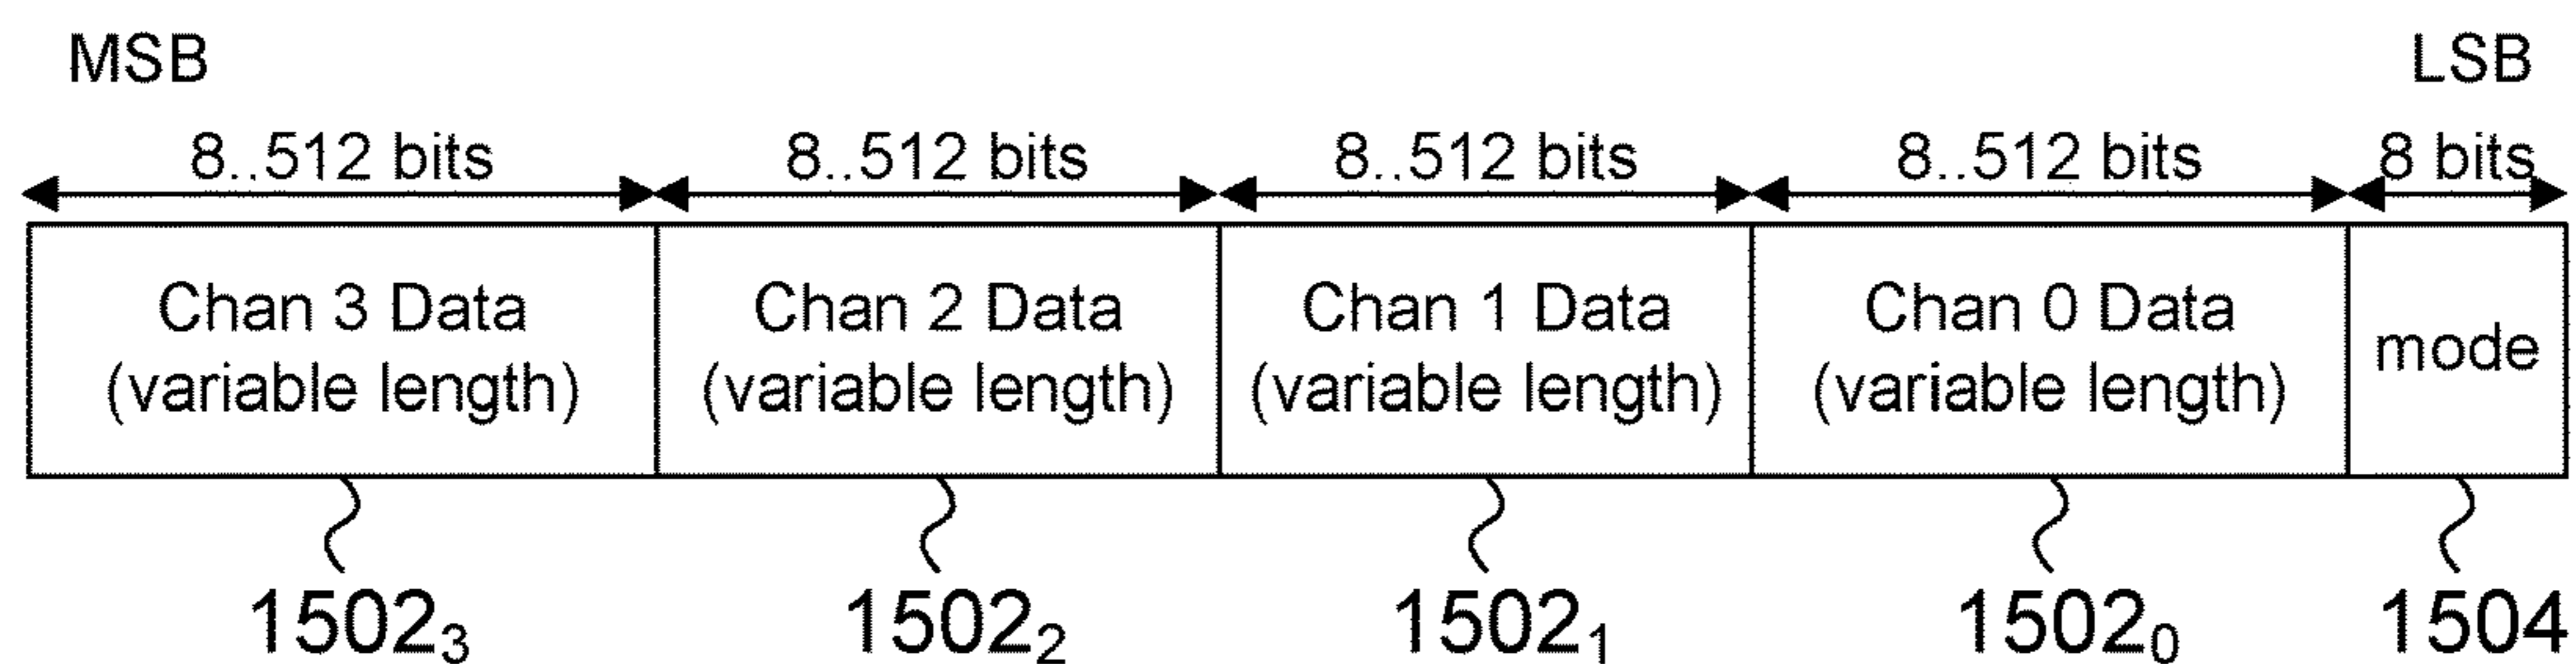 MSB LSB
8..512 bits 8..512 bits 8..512 bits 8..512 bits 8 bits
Chan 3 Data Chan 2 Data Chan 1 Data Chan 0 Data mode
(variable length) (variable length) (variable length) (variable length)
1502₃ 1502₂ 1502₁ 1502₀ 1504